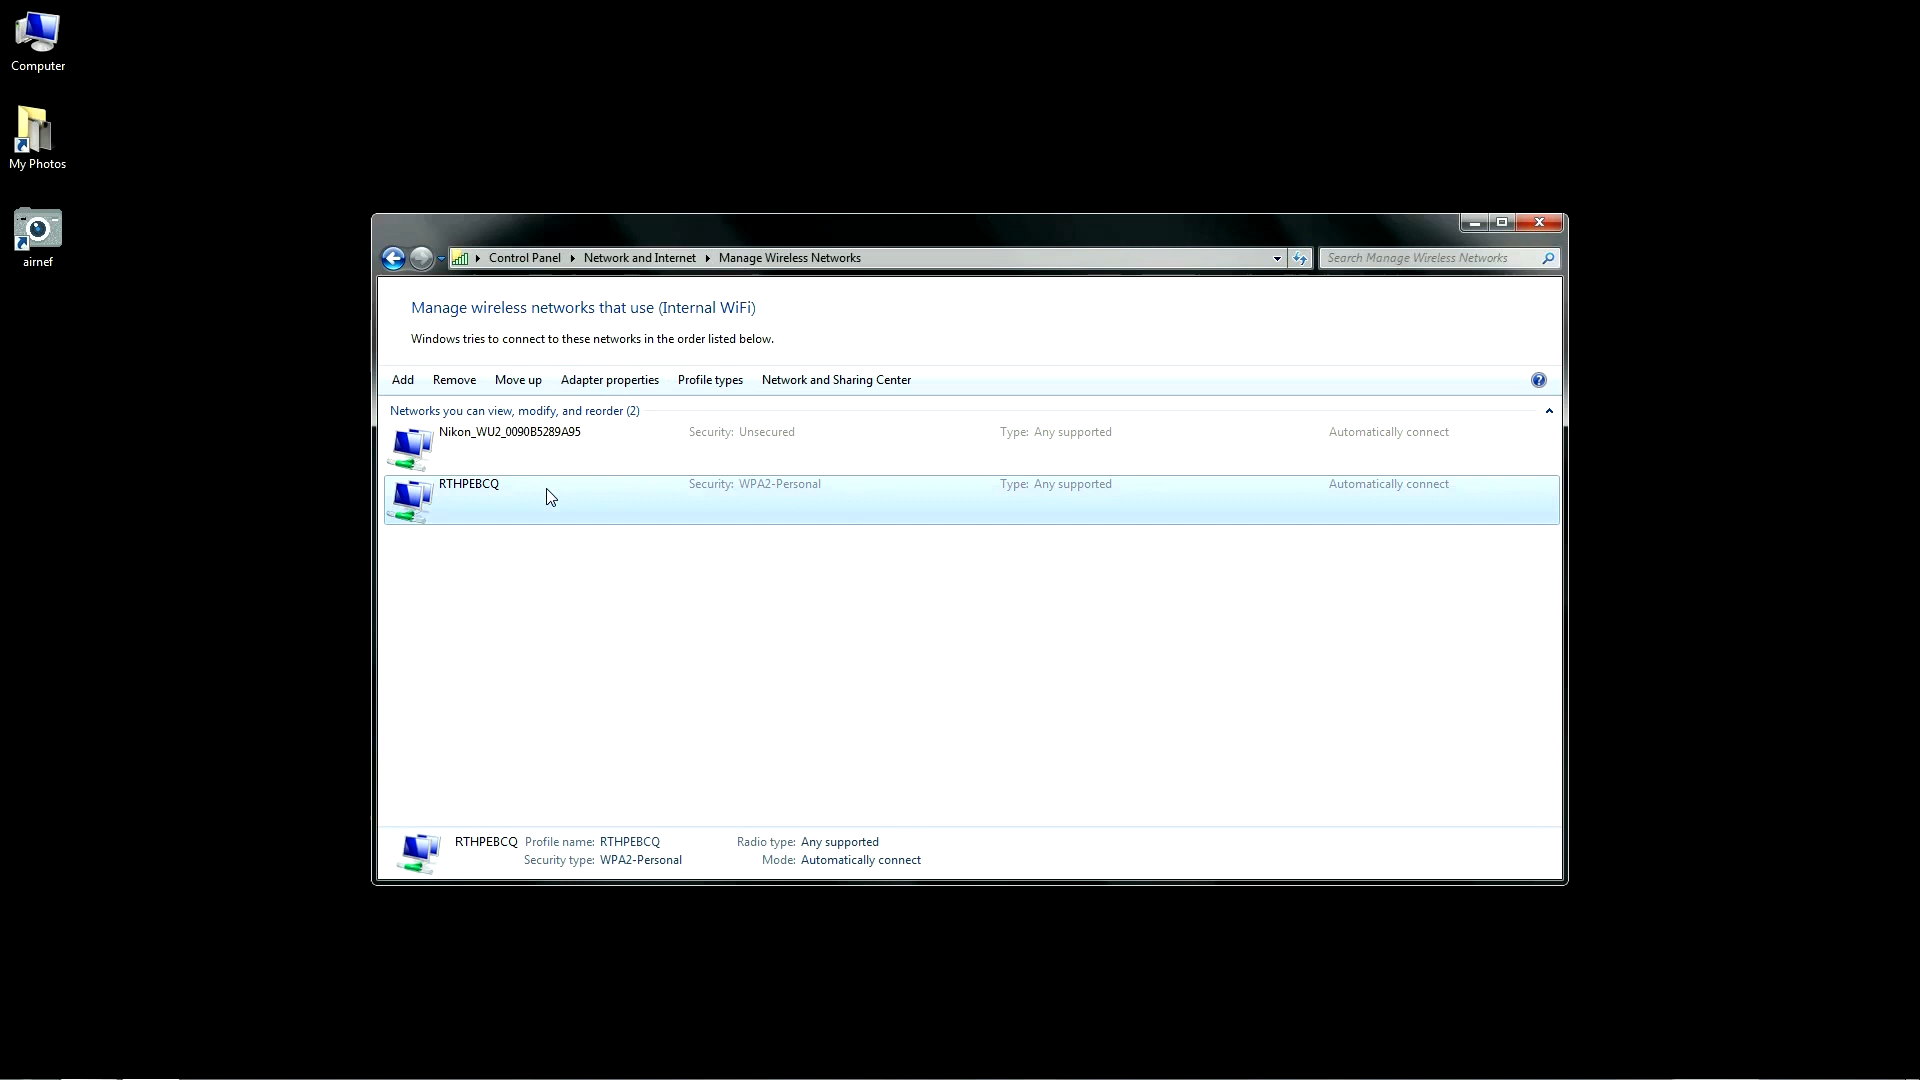 Computer
My Photos
airnef
Control Panel Network and Internet Manage Wireless Networks
Search Manage Wireless Networks
Manage wireless networks that use (Internal WiFi)
Windows tries to connect to these networks in the order listed below.
Add Remove Move up Adapter properties Profile types Network and Sharing Center
Networks you can view, modify, and reorder (2)
Nikon_WU2_0090B5289A95 Security: Unsecured Type: Any supported Automatically connect
RTHPEBCQ Security: WPA2-Personal Type: Any supported Automatically connect
RTHPEBCQ Profile name: RTHPEBCQ Radio type: Any supported
Security type: WPA2-Personal Mode: Automatically connect